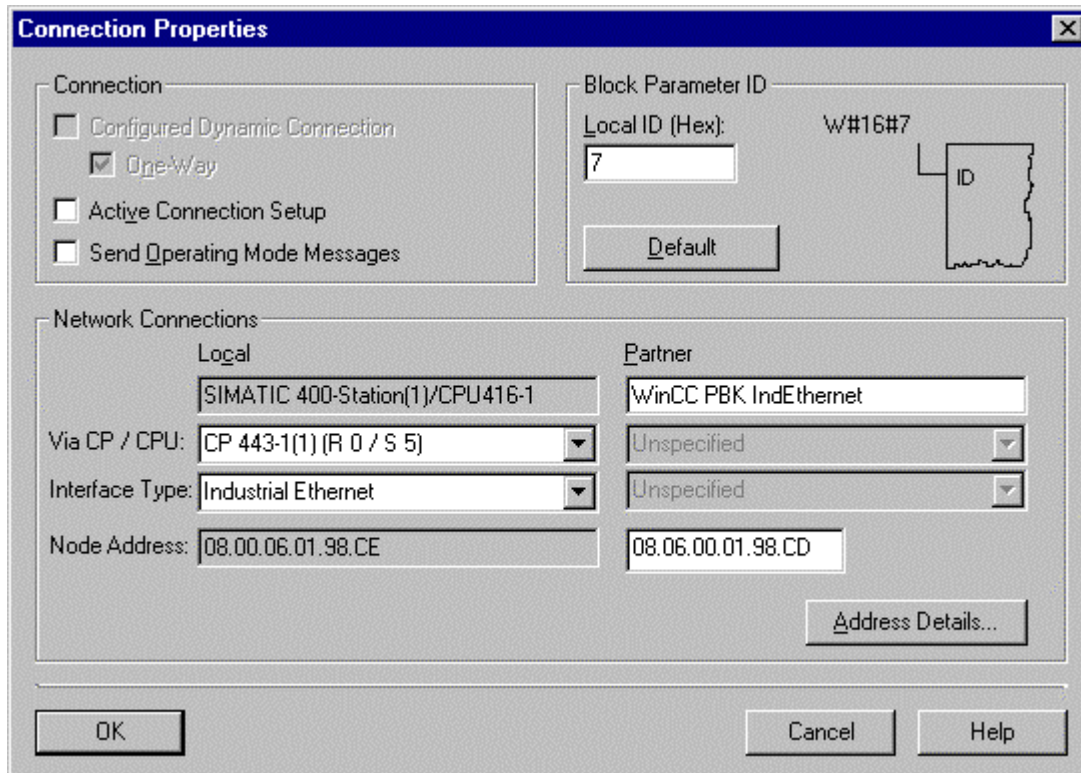 Connection Properties
Connection
Configured Dynamic Connection
One-Way
Active Connection Setup
Send Operating Mode Messages
Block Parameter ID
Local ID (Hex):
W#16#7
7
ID
Default
Network Connections
Local
Partner
SIMATIC 400-Station(1)/CPU416-1
WinCC PBK IndEthernet
Via CP / CPU:
CP 443-1(1) (R 0 / S 5)
Unspecified
Interface Type:
Industrial Ethernet
Unspecified
Node Address:
08.00.06.01.98.CE
08.06.00.01.98.CD
Address Details...
OK
Cancel
Help